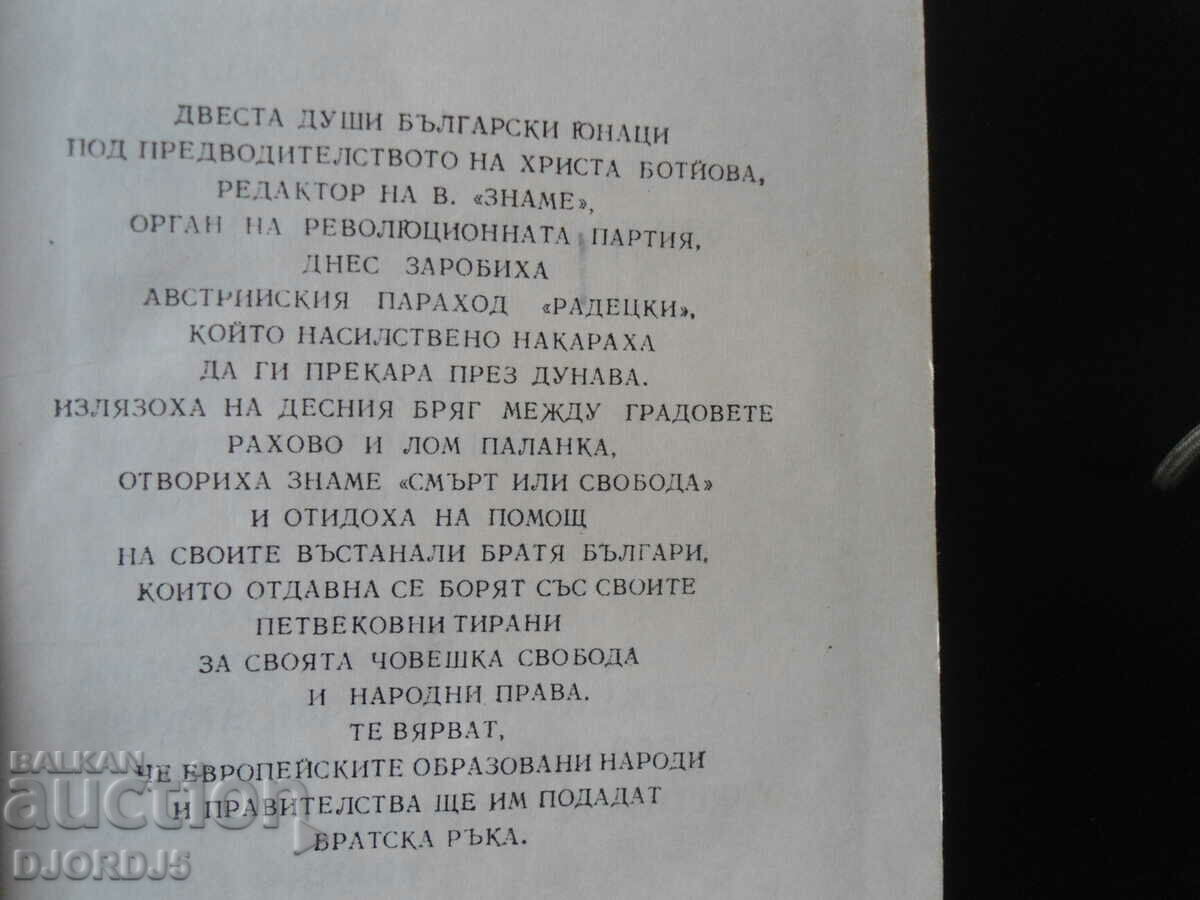 ДВЕСТА ДУШИ БЪЛГАРСКИ ЮНАЦИ
ПОД ПРЕДВОДИТЕЛСТВОТО НА ХРИСТА БОТЙОВА,
РЕДАКТОР НА В. «ЗНАМЕ»,
ОРГАН НА РЕВОЛЮЦИОННАТА ПАРТИЯ,
ДНЕС ЗАРОБИХА
АВСТРИЙСКИЯ ПАРАХОД «РАДЕЦКИ»,
КОЙТО НАСИЛСТВЕНО НАКАРАХА
ДА ГИ ПРЕКАРА ПРЕЗ ДУНАВА.
ИЗЛЯЗОХА НА ДЕСНИЯ БРЯГ МЕЖДУ ГРАДОВЕТЕ
РАХОВО И ЛОМ ПАЛАНКА,
ОТВОРИХА ЗНАМЕ «СМЪРТ ИЛИ СВОБОДА»
И ОТИДОХА НА ПОМОЩ
НА СВОИТЕ ВЪСТАНАЛИ БРАТЯ БЪЛГАРИ,
КОИТО ОТДАВНА СЕ БОРЯТ СЪС СВОИТЕ
ПЕТВЕКОВНИ ТИРАНИ
ЗА СВОЯТА ЧОВЕШКА СВОБОДА
И НАРОДНИ ПРАВА.
ТЕ ВЯРВАТ,
ЧЕ ЕВРОПЕЙСКИТЕ ОБРАЗОВАНИ НАРОДИ
И ПРАВИТЕЛСТВА ЩЕ ИМ ПОДАДАТ
БРАТСКА РЪКА.
BALKAN
auction
DJORDJ5